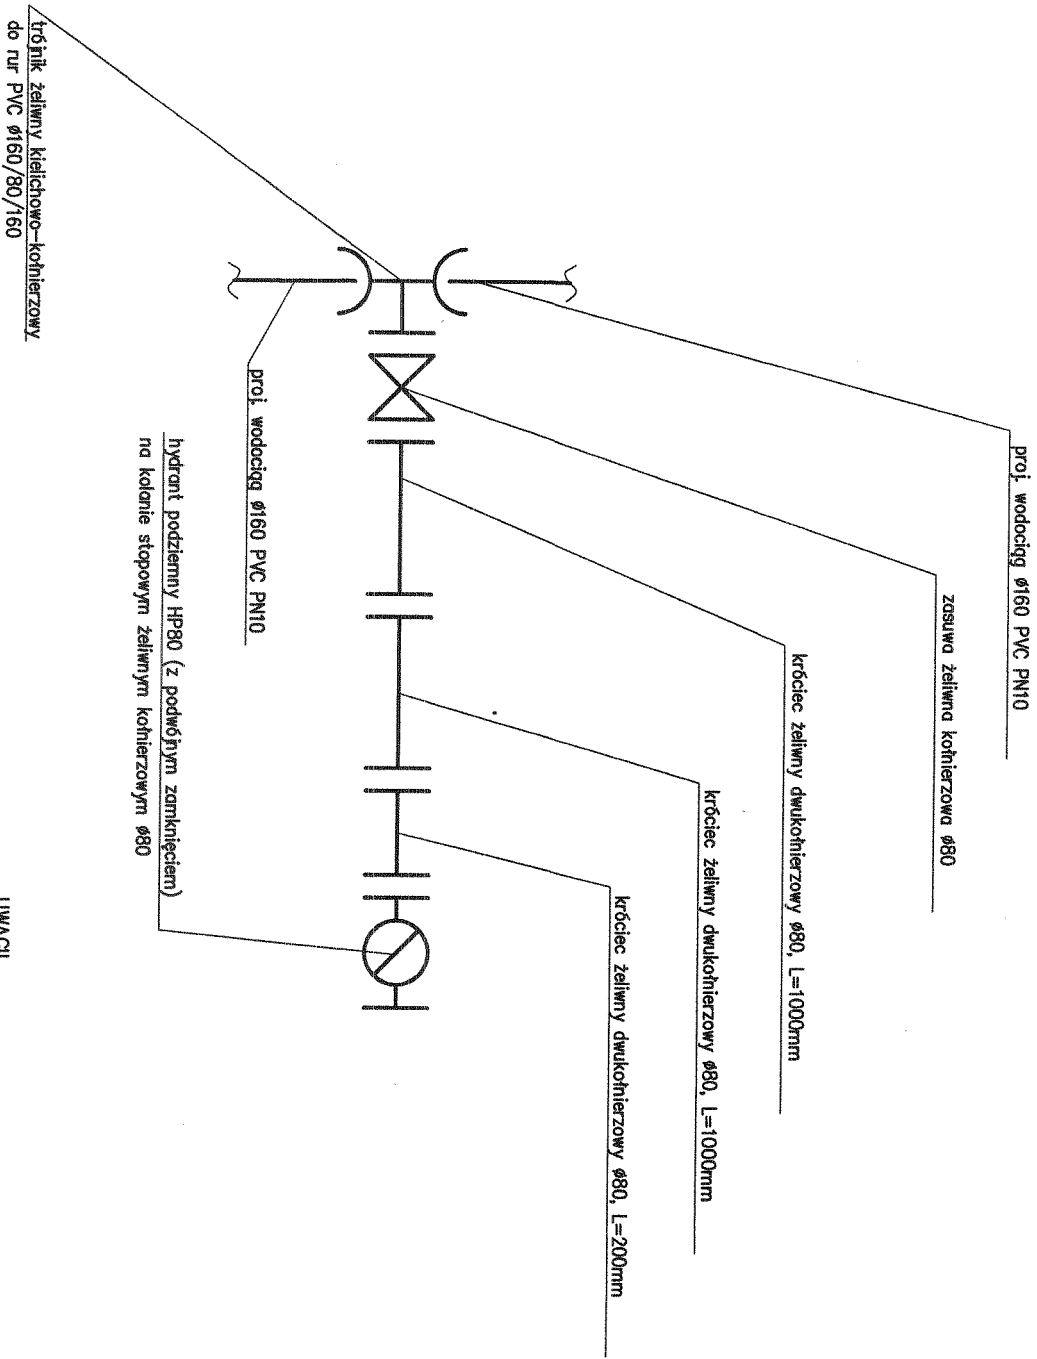 proj. wodociąg ø160 PVC PN10
zasuwa żeliwna kołnierzowa ø80
króciec żeliwny dwukołnierzowy ø80, L=1000mm
króciec żeliwny dwukołnierzowy ø80, L=1000mm
króciec żeliwny dwukołnierzowy ø80, L=200mm
proj. wodociąg ø160 PVC PN10
hydrant podziemny HP80 (z podwójnym zamknięciem)
na kolanie stopowym żeliwnym kołnierzowym ø80
trójnik żeliwny kielichowo-kołnierzowy
do rur PVC ø160/80/160